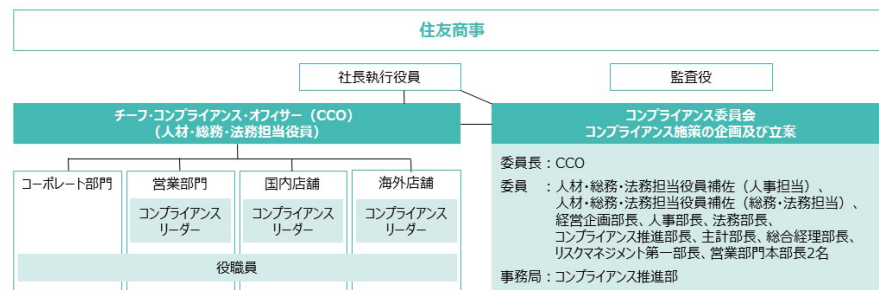 住友商事
社長執行役員
監査役
チーフ・コンプライアンス・オフィサー（CCO）
（人材・総務・法務担当役員）
コンプライアンス委員会
コンプライアンス施策の企画及び立案
コーポレート部門
営業部門
コンプライアンス
リーダー
国内店舗
コンプライアンス
リーダー
海外店舗
コンプライアンス
リーダー
役職員
委員長：CCO
委員　：人材・総務・法務担当役員補佐（人事担当）、
人材・総務・法務担当役員補佐（総務・法務担当）、
経営企画部長、人事部長、法務部長、
コンプライアンス推進部長、主計部長、総合経理部長、
リスクマネジメント第一部長、営業部門本部長2名
事務局：コンプライアンス推進部